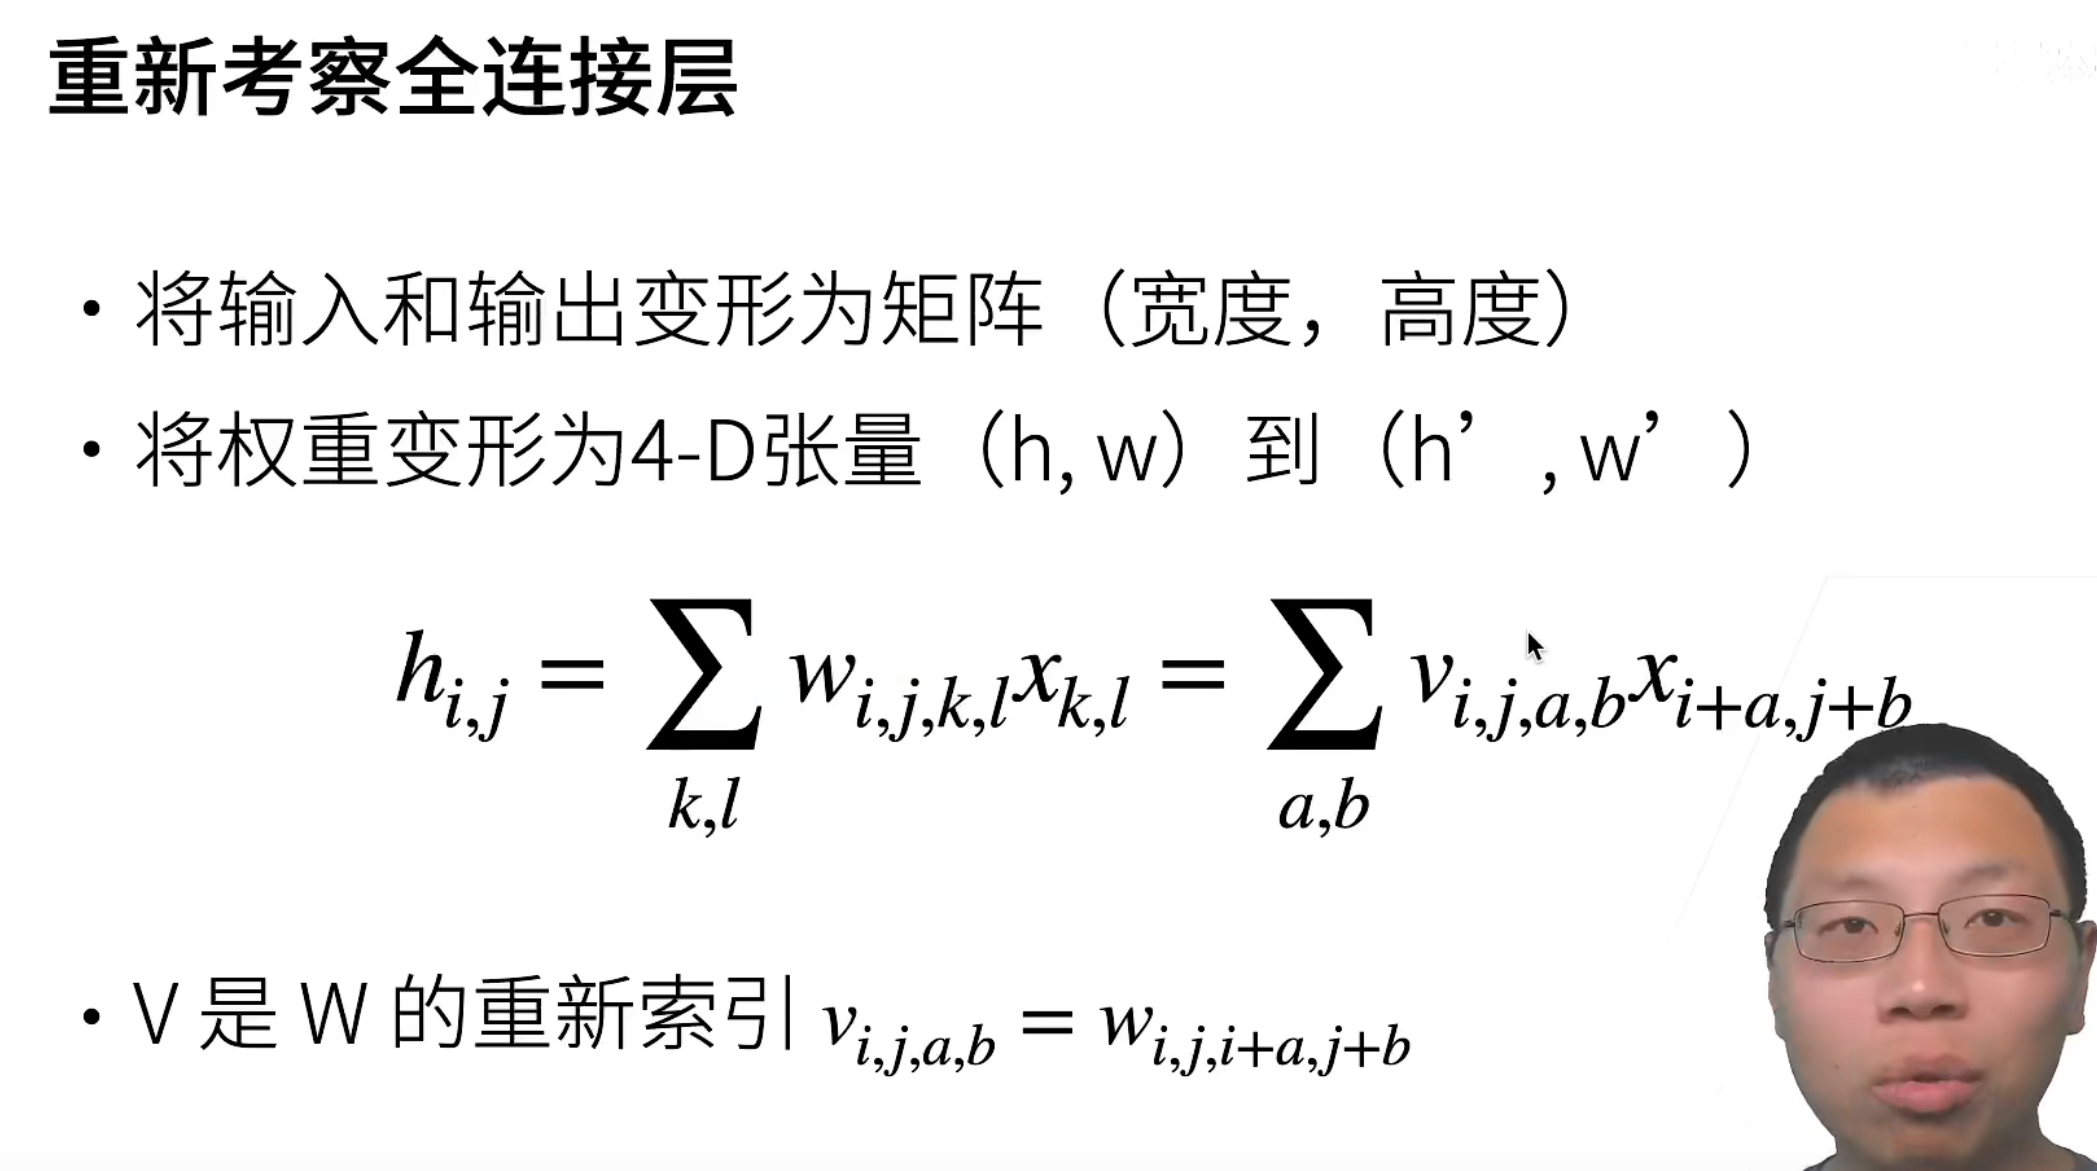 重新考察全连接层
• 将输入和输出变形为矩阵（宽度，高度）
• 将权重变形为4-D张量（h, w）到（h’, w’）
h_{i,j} = \sum_{k,l} w_{i,j,k,l} x_{k,l} = \sum_{a,b} v_{i,j,a,b} x_{i+a,j+b}
• V 是 W 的重新索引 v_{i,j,a,b} = w_{i,j,i+a,j+b}